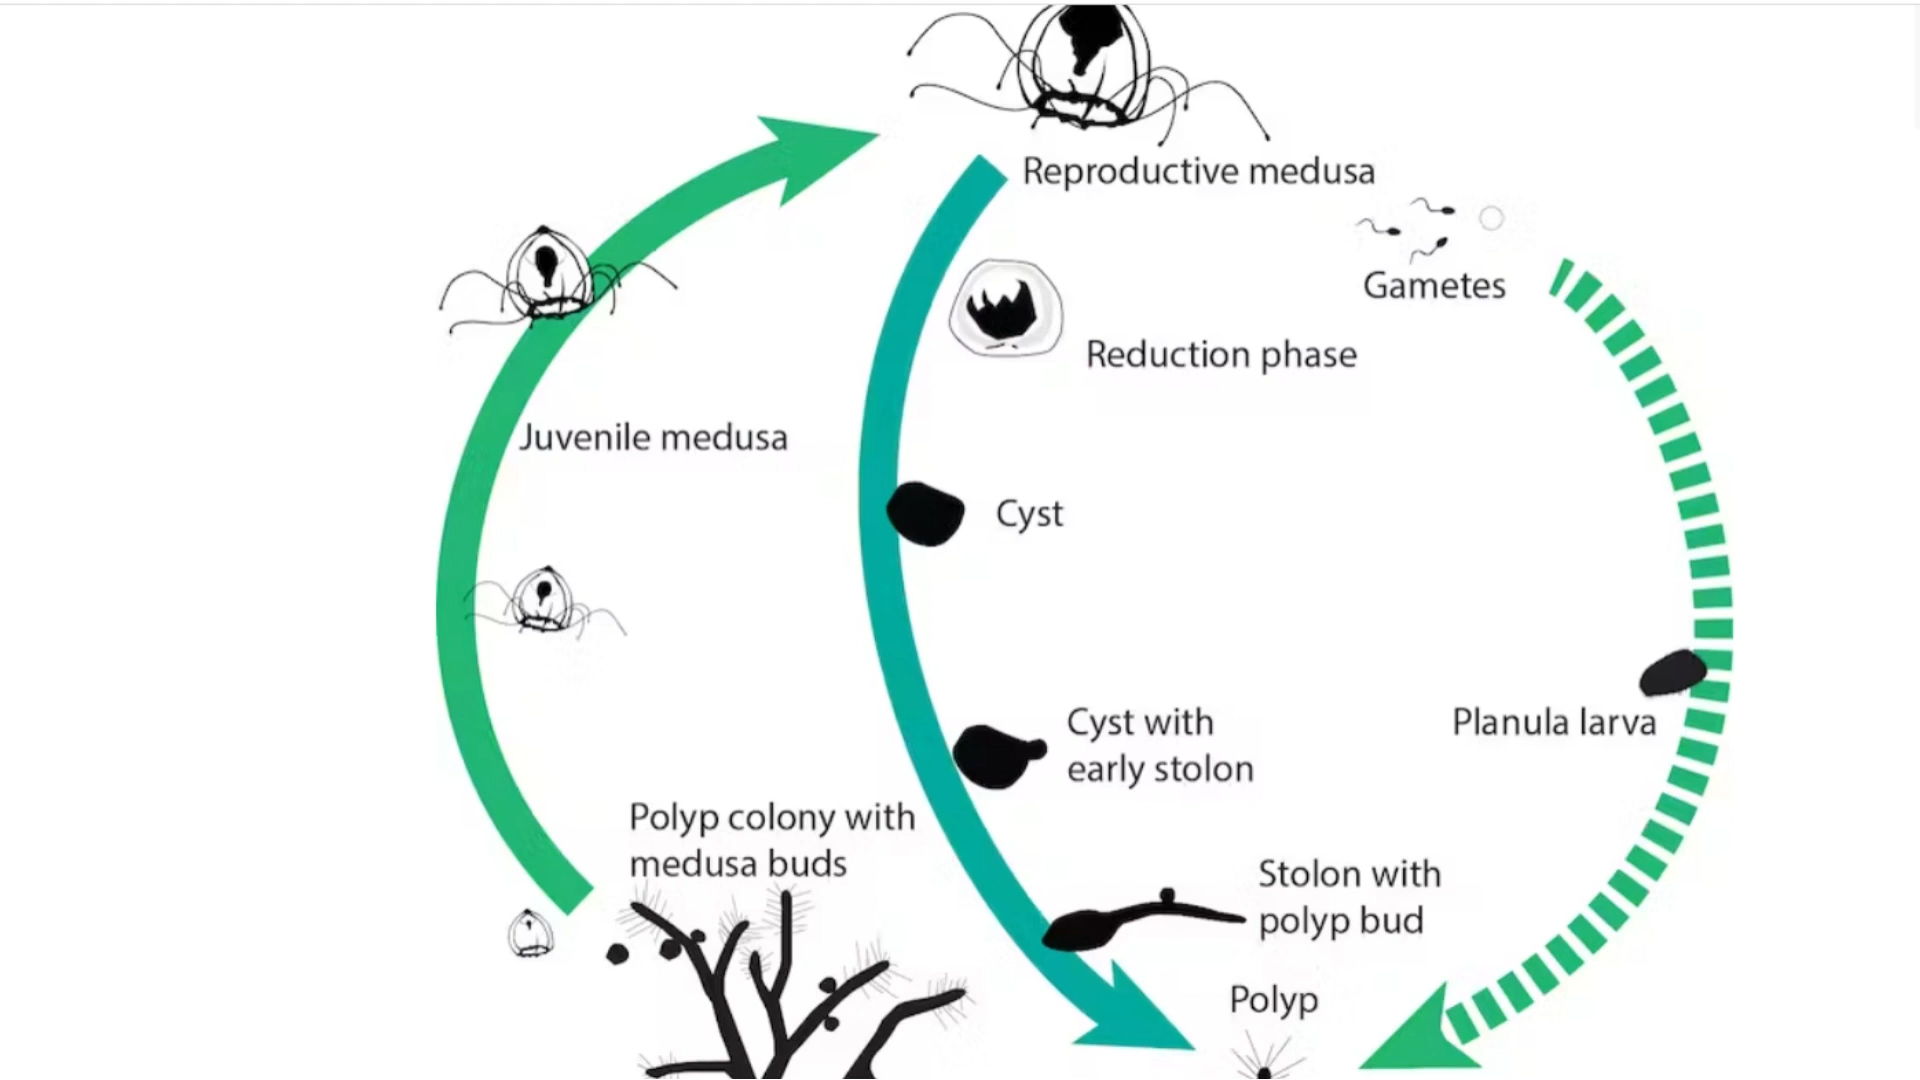 Reproductive medusa
Gametes
Reduction phase
Juvenile medusa
Cyst
Cyst with
early stolon
Planula larva
Polyp colony with
medusa buds
Stolon with
polyp bud
Polyp